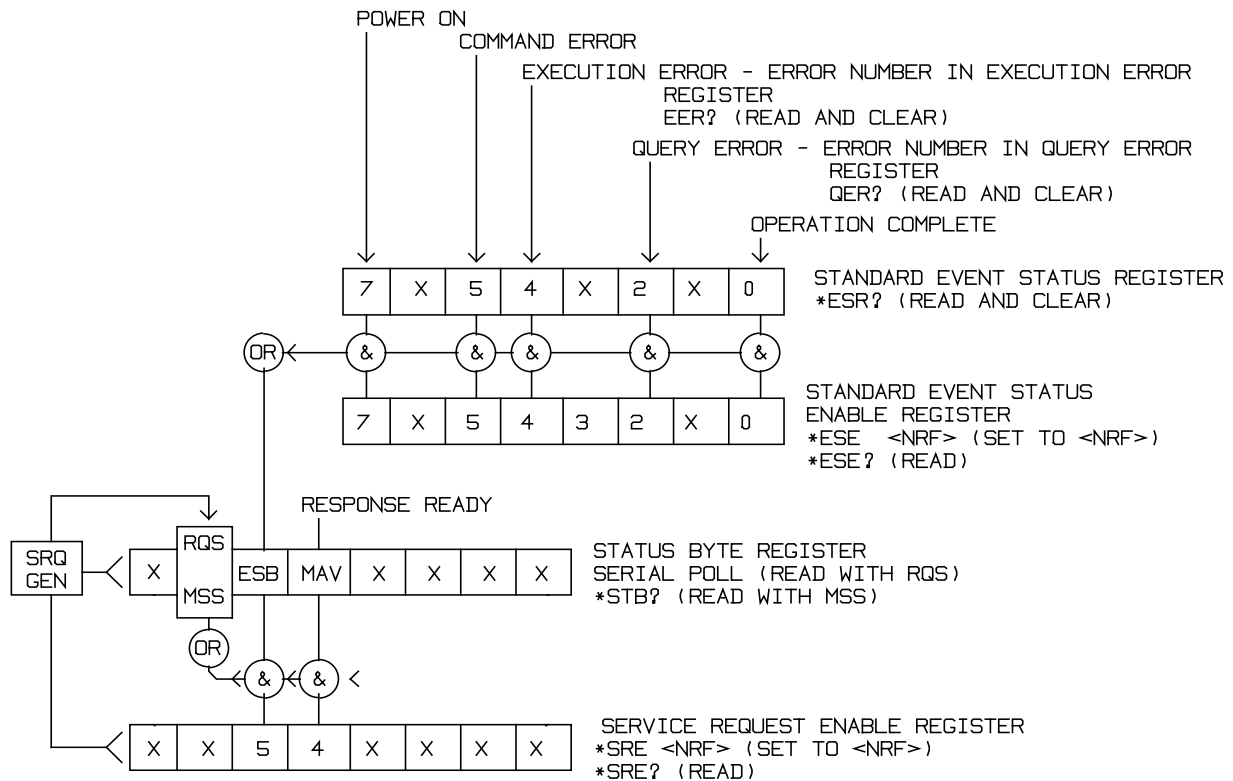 POWER ON
COMMAND ERROR
EXECUTION ERROR - ERROR NUMBER IN EXECUTION ERROR
REGISTER
EER? (READ AND CLEAR)
QUERY ERROR - ERROR NUMBER IN QUERY ERROR
REGISTER
QER? (READ AND CLEAR)
OPERATION COMPLETE
7 X 5 4 X 2 X 0
STANDARD EVENT STATUS REGISTER
*ESR? (READ AND CLEAR)
OR & & & & &
7 X 5 4 3 2 X 0
STANDARD EVENT STATUS
ENABLE REGISTER
*ESE <NRF> (SET TO <NRF>)
*ESE? (READ)
RESPONSE READY
SRQ
GEN
X RQS MSS ESB MAV X X X X
STATUS BYTE REGISTER
SERIAL POLL (READ WITH RQS)
*STB? (READ WITH MSS)
OR
& &
X X 5 4 X X X X
SERVICE REQUEST ENABLE REGISTER
*SRE <NRF> (SET TO <NRF>)
*SRE? (READ)